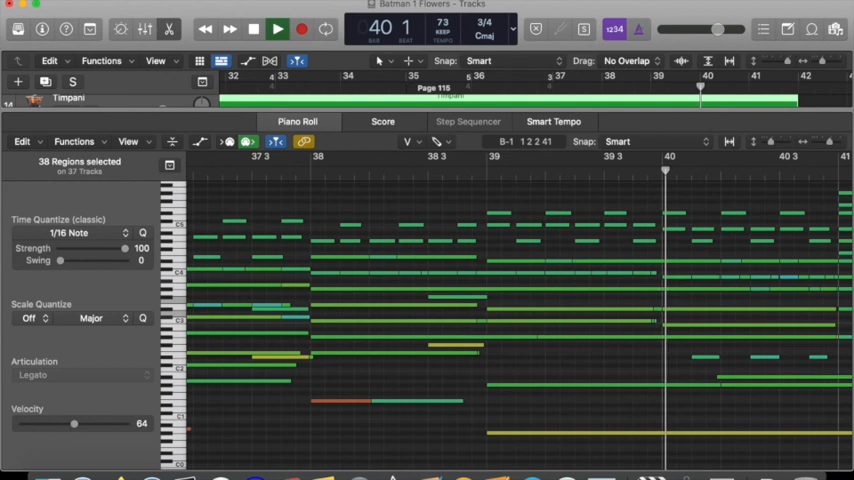 Batman 1 Flowers - Tracks
40 1
BAR BEAT
73
KEEP
TEMPO
3/4
Cmaj
1234
Edit Functions View
Snap: Smart
Drag: No Overlap
32 33 34 35 36 37 38 39 40 41 42
Page 115
14 Timpani
Timpani
Piano Roll Score Step Sequencer Smart Tempo
Edit Functions View
B-1 1 2 2 41
Snap: Smart
38 Regions selected
on 37 Tracks
37 3 38 38 3 39 39 3 40 40 3 41
Time Quantize (classic)
1/16 Note Q
Strength 100
Swing 0
Scale Quantize
Off Major Q
Articulation
Legato
Velocity
64
C5
C4
C3
C2
C1
C0